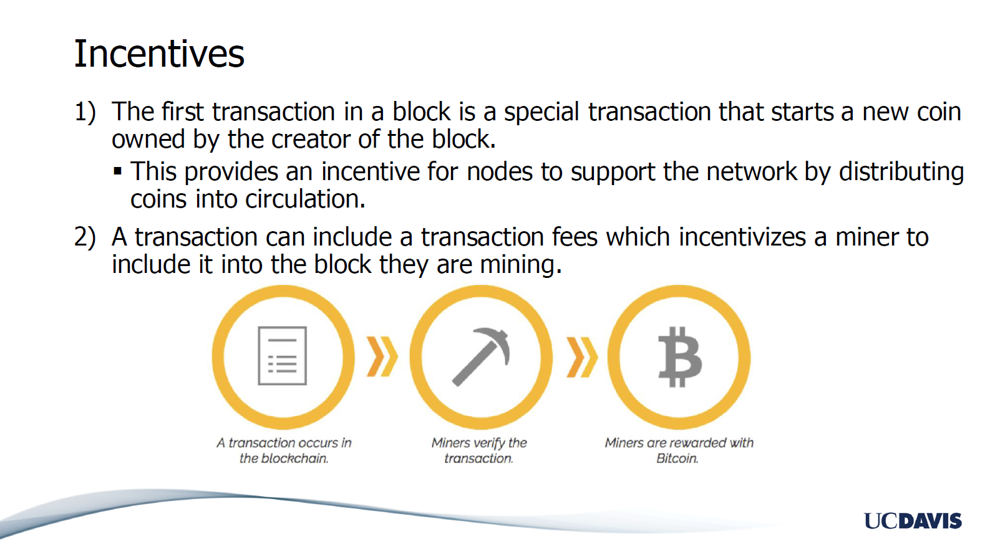 Incentives
1) The first transaction in a block is a special transaction that starts a new coin
owned by the creator of the block.
▪ This provides an incentive for nodes to support the network by distributing
coins into circulation.
2) A transaction can include a transaction fees which incentivizes a miner to
include it into the block they are mining.
A transaction occurs in
the blockchain.
Miners verify the
transaction.
Miners are rewarded with
Bitcoin.
UCDAVIS